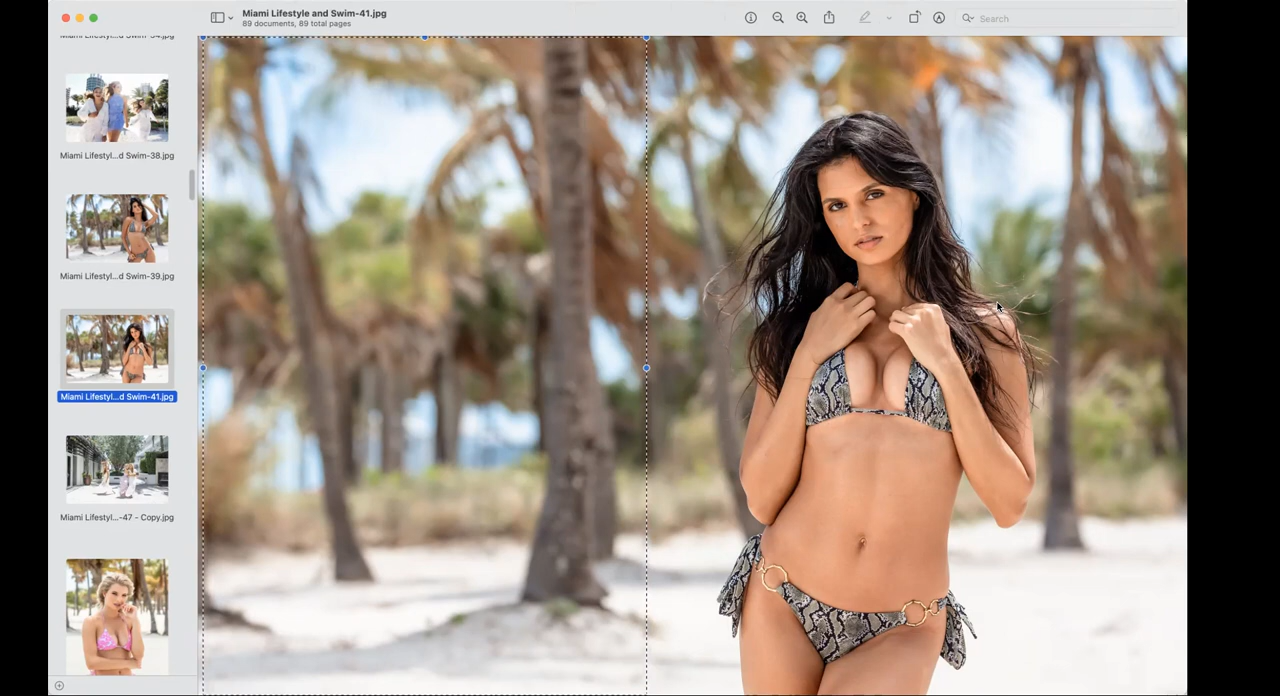 Miami Lifestyle and Swim-41.jpg
89 documents, 89 total pages
Search
Miami Lifestyl...d Swim-38.jpg
Miami Lifestyl...d Swim-39.jpg
Miami Lifestyl...d Swim-41.jpg
Miami Lifestyl...-47 - Copy.jpg